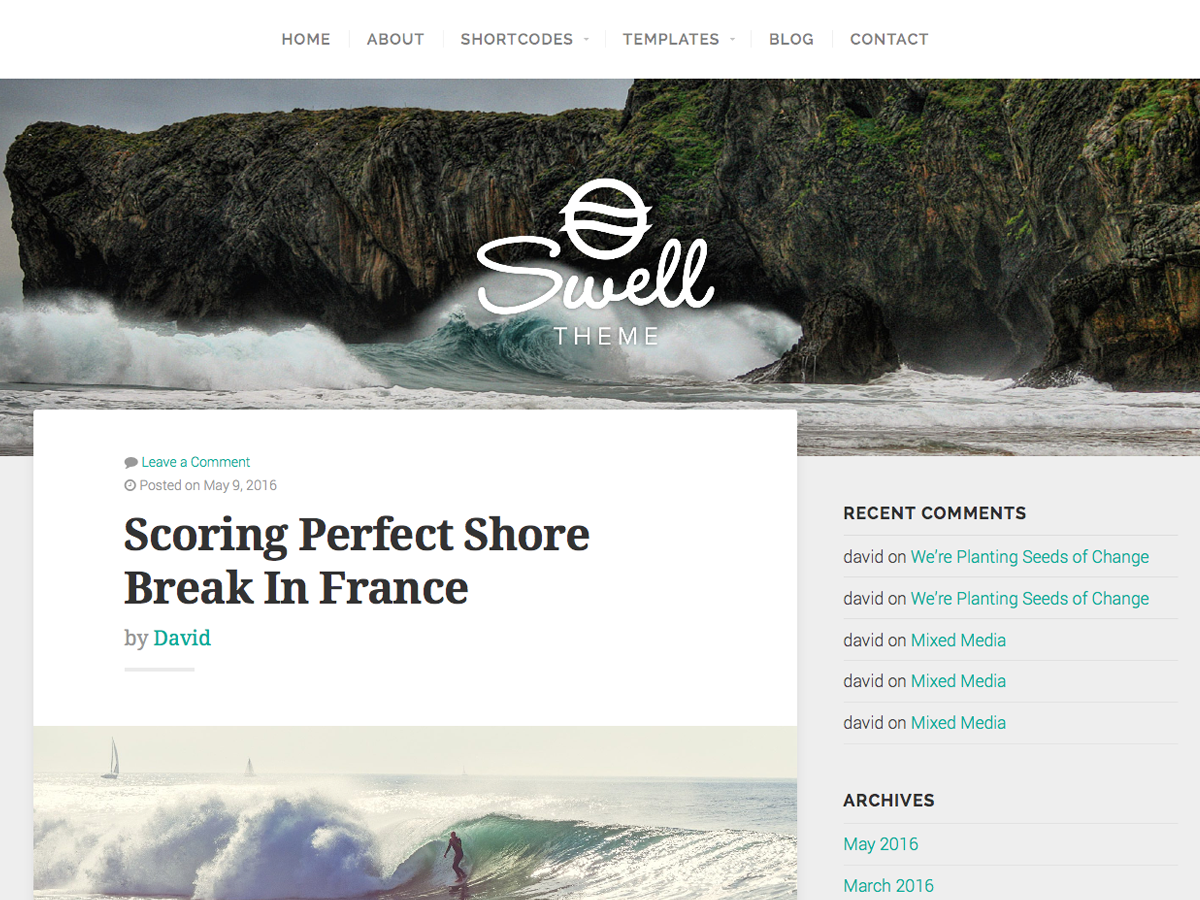 HOME ABOUT SHORTCODES TEMPLATES BLOG CONTACT
Swell
THEME
Leave a Comment
Posted on May 9, 2016
Scoring Perfect Shore
Break In France
by David
RECENT COMMENTS
david on We’re Planting Seeds of Change
david on We’re Planting Seeds of Change
david on Mixed Media
david on Mixed Media
david on Mixed Media
ARCHIVES
May 2016
March 2016